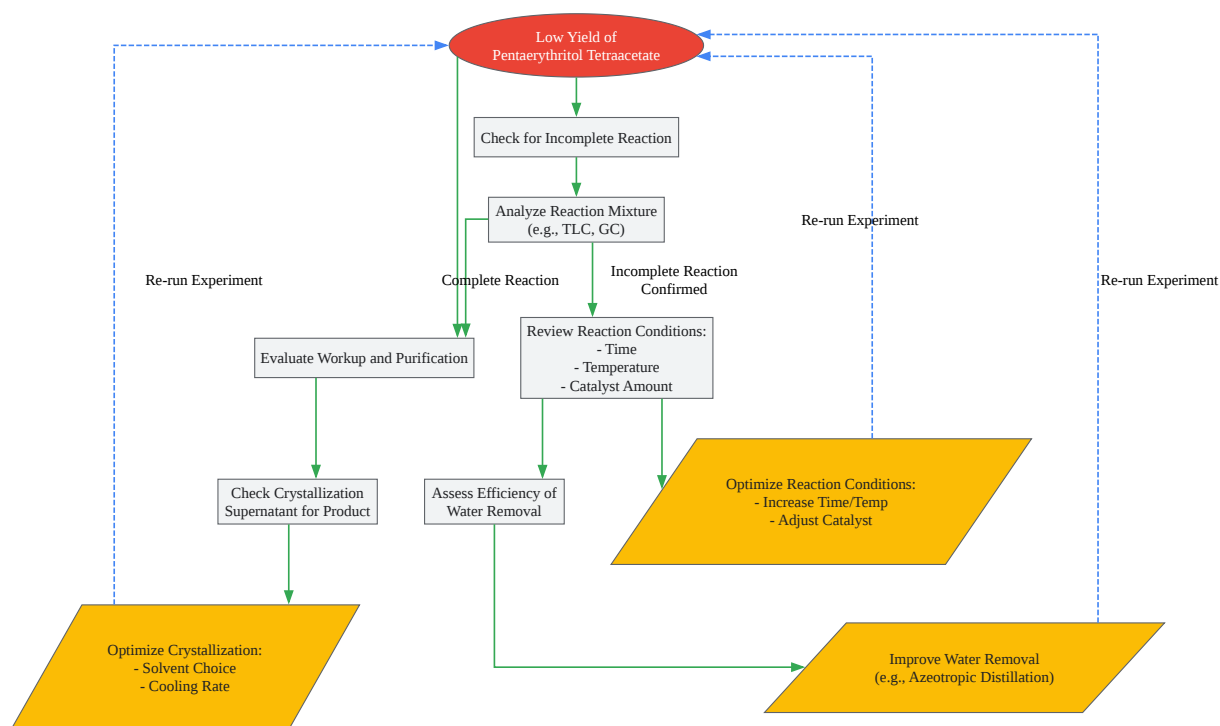 Low Yield of
Pentaerythritol Tetraacetate
Check for Incomplete Reaction
Analyze Reaction Mixture
(e.g., TLC, GC)
Re-run Experiment
Re-run Experiment
Complete Reaction
Incomplete Reaction
Confirmed
Re-run Experiment
Evaluate Workup and Purification
Review Reaction Conditions:
- Time
- Temperature
- Catalyst Amount
Check Crystallization
Supernatant for Product
Assess Efficiency of
Water Removal
Optimize Reaction Conditions:
- Increase Time/Temp
- Adjust Catalyst
Optimize Crystallization:
- Solvent Choice
- Cooling Rate
Improve Water Removal
(e.g., Azeotropic Distillation)